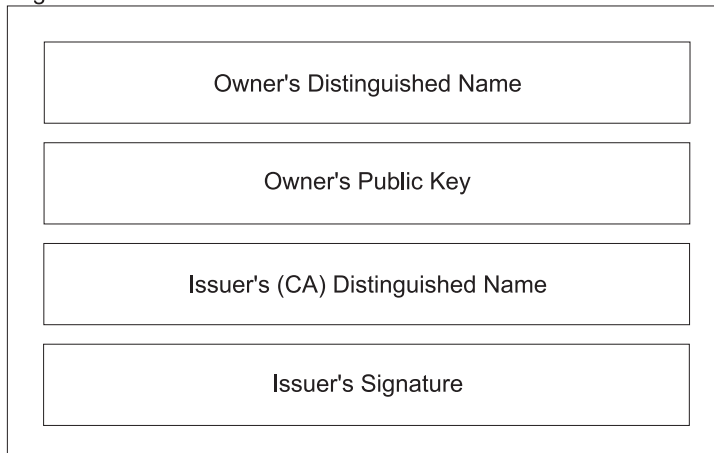 Owner's Distinguished Name
Owner's Public Key
Issuer's (CA) Distinguished Name
Issuer's Signature